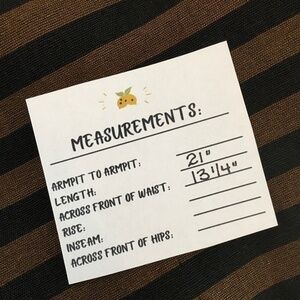 MEASUREMENTS:
ARMPIT TO ARMPIT: 21"
LENGTH: 13 1/4"
ACROSS FRONT OF WAIST:
RISE:
INSEAM:
ACROSS FRONT OF HIPS: